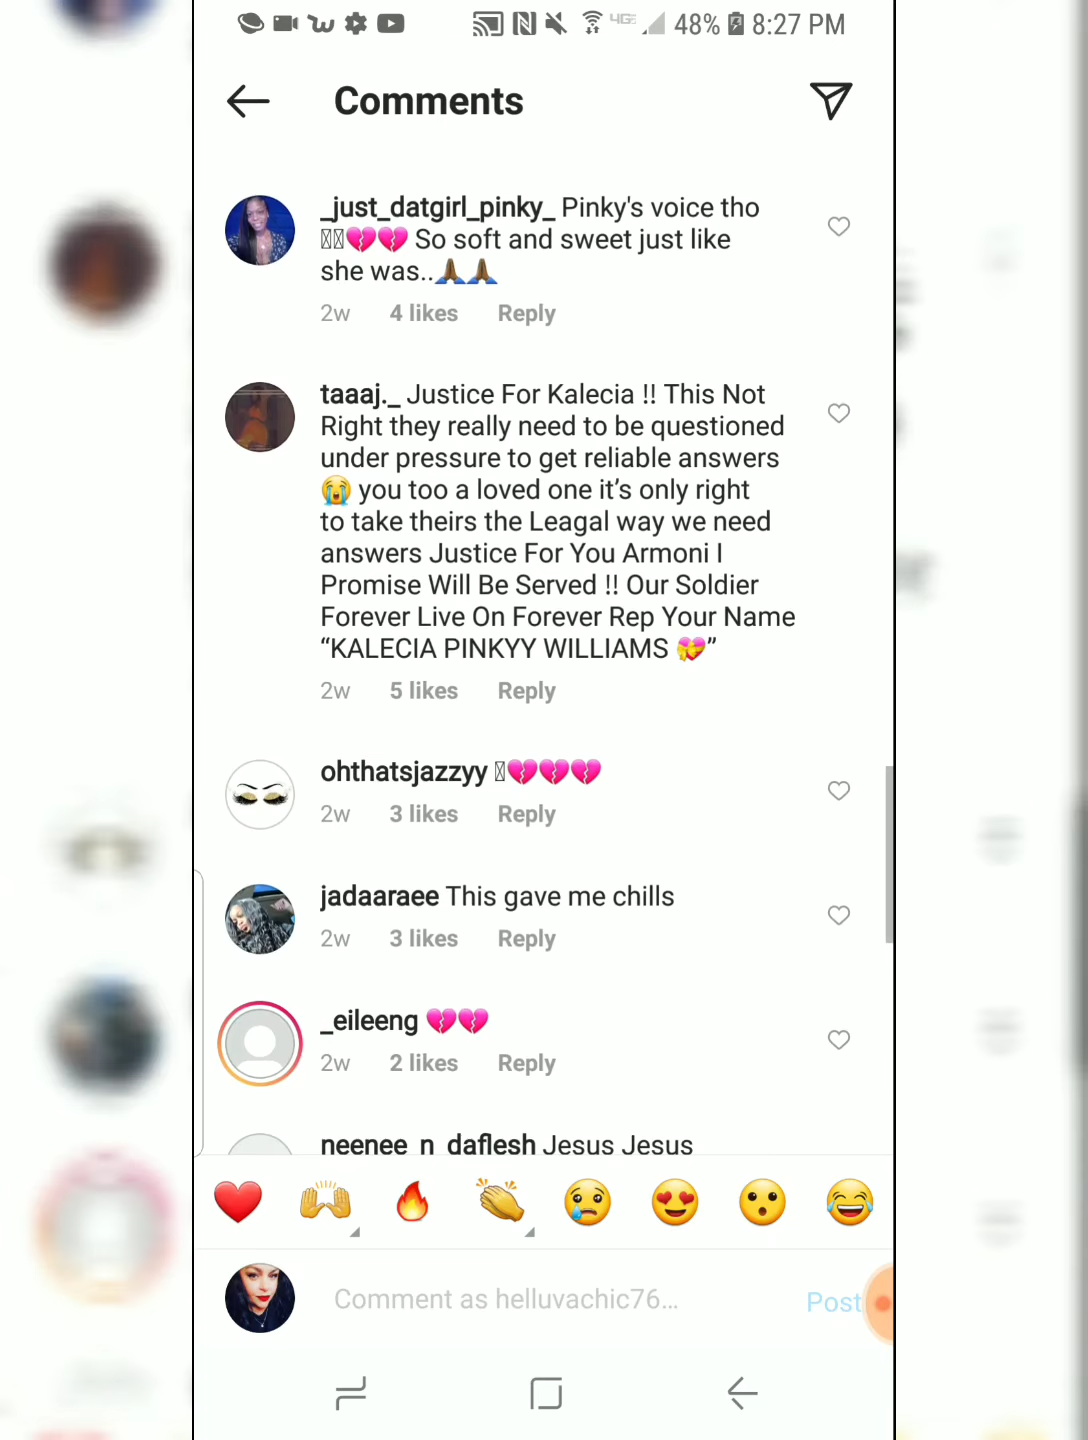 48% 8:27 PM
Comments
_just_datgirl_pinky_ Pinky's voice tho
💔💔 So soft and sweet just like
she was..🙏🏾🙏🏾
2w 4 likes Reply
taaaj._ Justice For Kalecia !! This Not
Right they really need to be questioned
under pressure to get reliable answers
😭 you too a loved one it’s only right
to take theirs the Leagal way we need
answers Justice For You Armoni I
Promise Will Be Served !! Our Soldier
Forever Live On Forever Rep Your Name
“KALECIA PINKYY WILLIAMS 💝”
2w 5 likes Reply
ohthatsjazzyy 💔💔💔
2w 3 likes Reply
jadaaraee This gave me chills
2w 3 likes Reply
_eileeng 💔💔
2w 2 likes Reply
neenee_n_daflesh Jesus Jesus
Comment as helluvachic76... Post